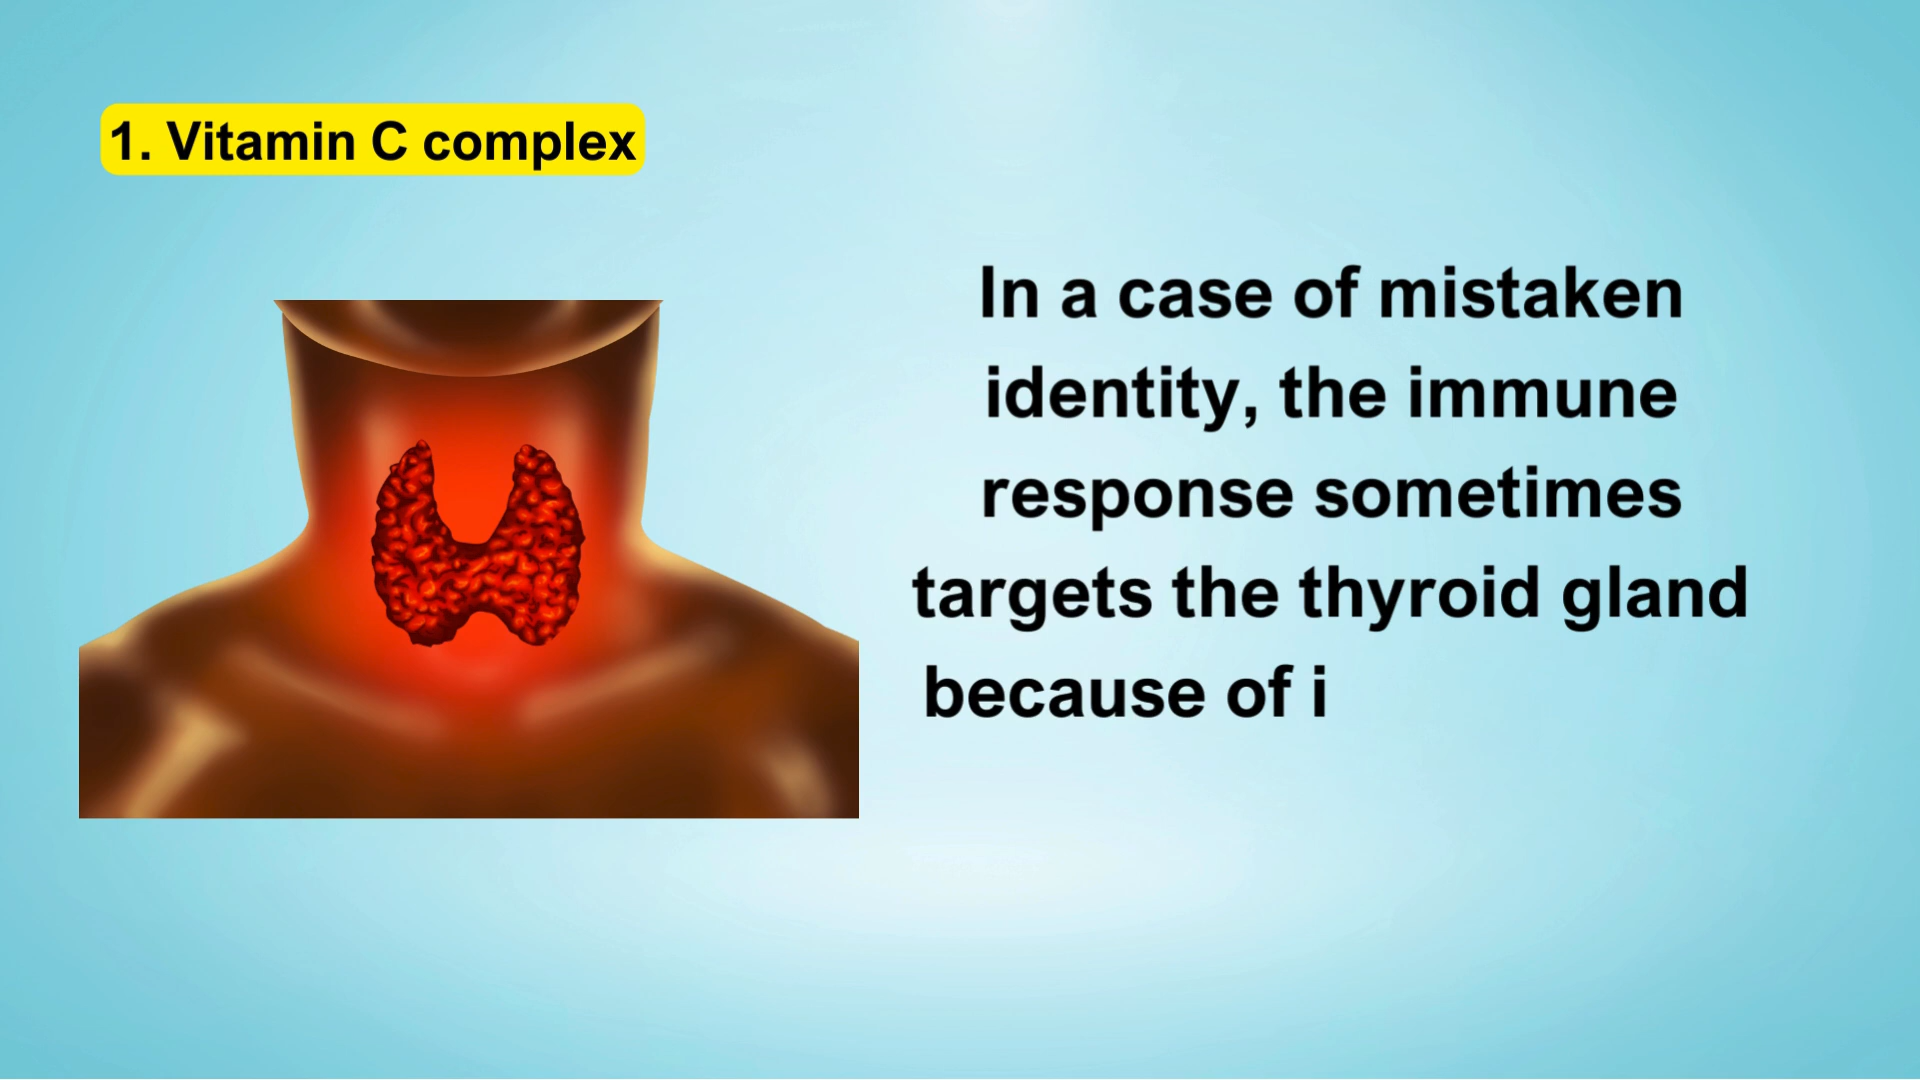 1. Vitamin C complex
In a case of mistaken
identity, the immune
response sometimes
targets the thyroid gland
because of i